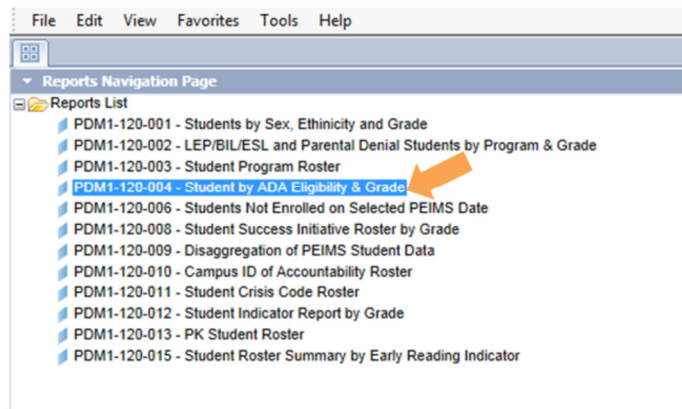 File Edit View Favorites Tools Help
Reports Navigation Page
Reports List
PDM1-120-001 - Students by Sex, Ethinicity and Grade
PDM1-120-002 - LEP/BIL/ESL and Parental Denial Students by Program & Grade
PDM1-120-003 - Student Program Roster
PDM1-120-004 - Student by ADA Eligibility & Grade
PDM1-120-006 - Students Not Enrolled on Selected PEIMS Date
PDM1-120-008 - Student Success Initiative Roster by Grade
PDM1-120-009 - Disaggregation of PEIMS Student Data
PDM1-120-010 - Campus ID of Accountability Roster
PDM1-120-011 - Student Crisis Code Roster
PDM1-120-012 - Student Indicator Report by Grade
PDM1-120-013 - PK Student Roster
PDM1-120-015 - Student Roster Summary by Early Reading Indicator